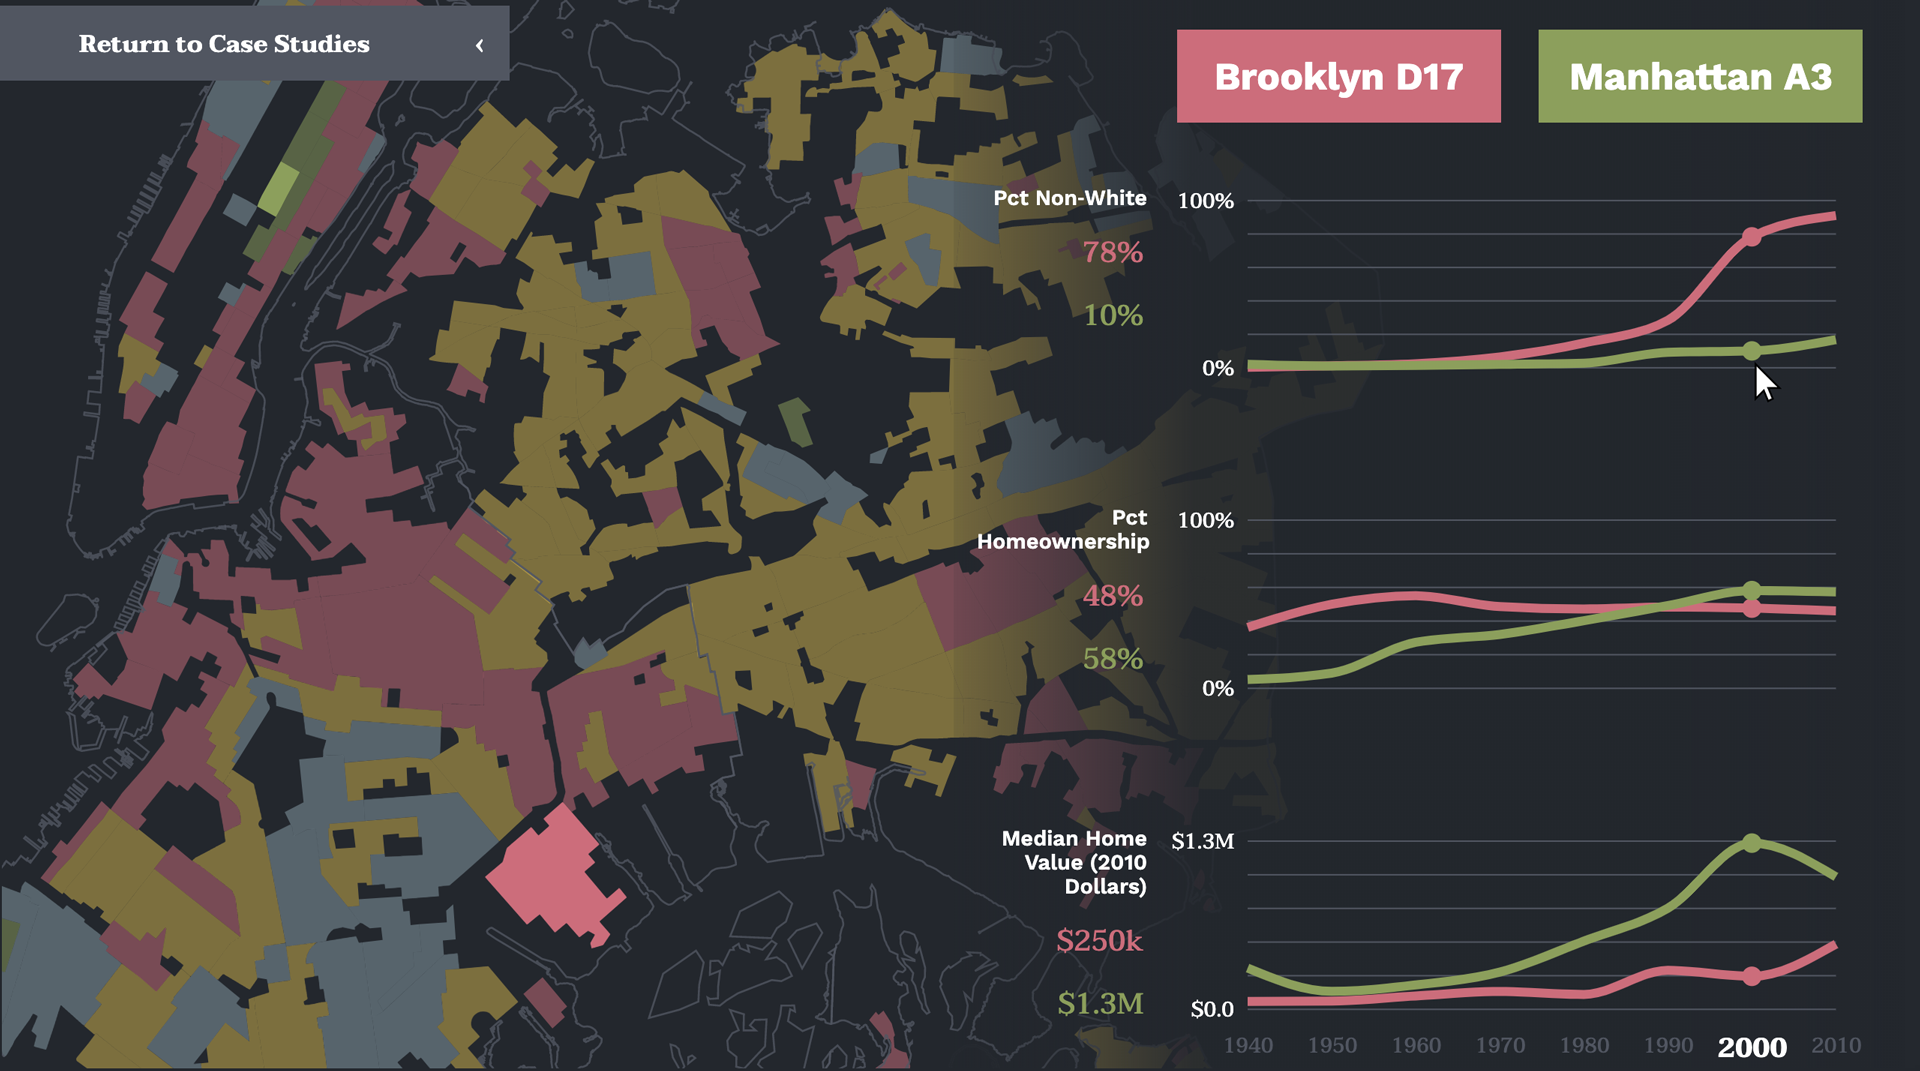 Return to Case Studies ‹
Brooklyn D17
Manhattan A3
Pct Non-White
100%
78%
10%
0%
Pct
Homeownership
100%
48%
58%
0%
Median Home
Value (2010
Dollars)
$1.3M
$250k
$1.3M
$0.0
1940 1950 1960 1970 1980 1990 2000 2010